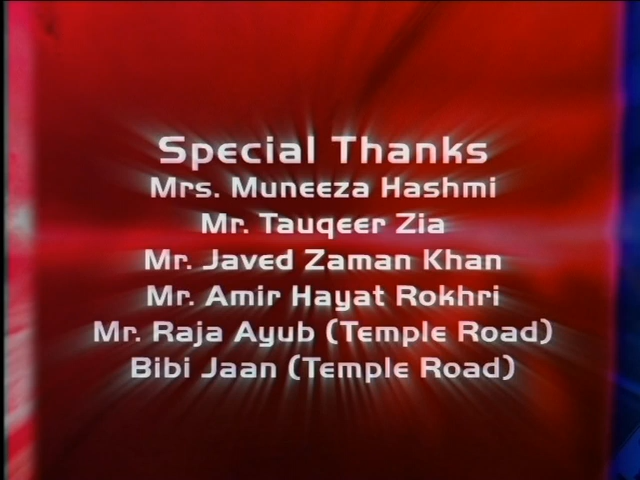 Special Thanks
Mrs. Muneeza Hashmi
Mr. Tauqeer Zia
Mr. Javed Zaman Khan
Mr. Amir Hayat Rokhri
Mr. Raja Ayub (Temple Road)
Bibi Jaan (Temple Road)